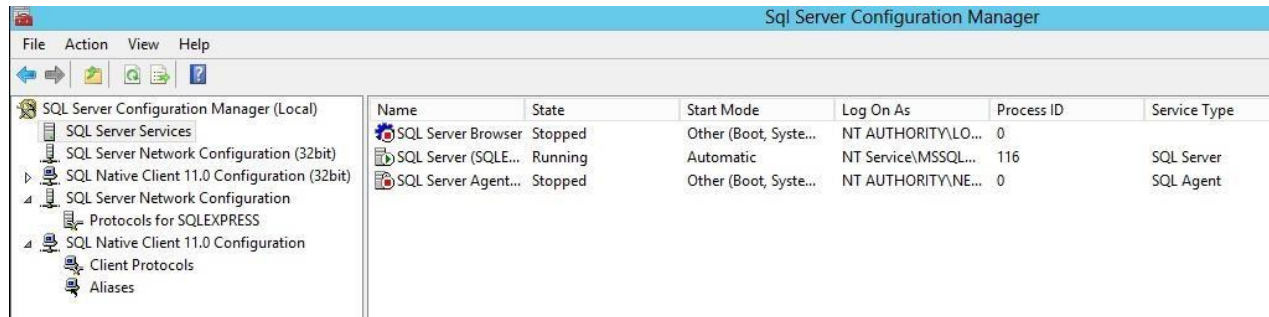 Sql Server Configuration Manager
File Action View Help
SQL Server Configuration Manager (Local)
SQL Server Services
SQL Server Network Configuration (32bit)
SQL Native Client 11.0 Configuration (32bit)
SQL Server Network Configuration
Protocols for SQLEXPRESS
SQL Native Client 11.0 Configuration
Client Protocols
Aliases
Name State Start Mode Log On As Process ID Service Type
SQL Server Browser Stopped Other (Boot, Syste... NT AUTHORITY\LO... 0
SQL Server (SQLE... Running Automatic NT Service\MSSQL... 116 SQL Server
SQL Server Agent... Stopped Other (Boot, Syste... NT AUTHORITY\NE... 0 SQL Agent